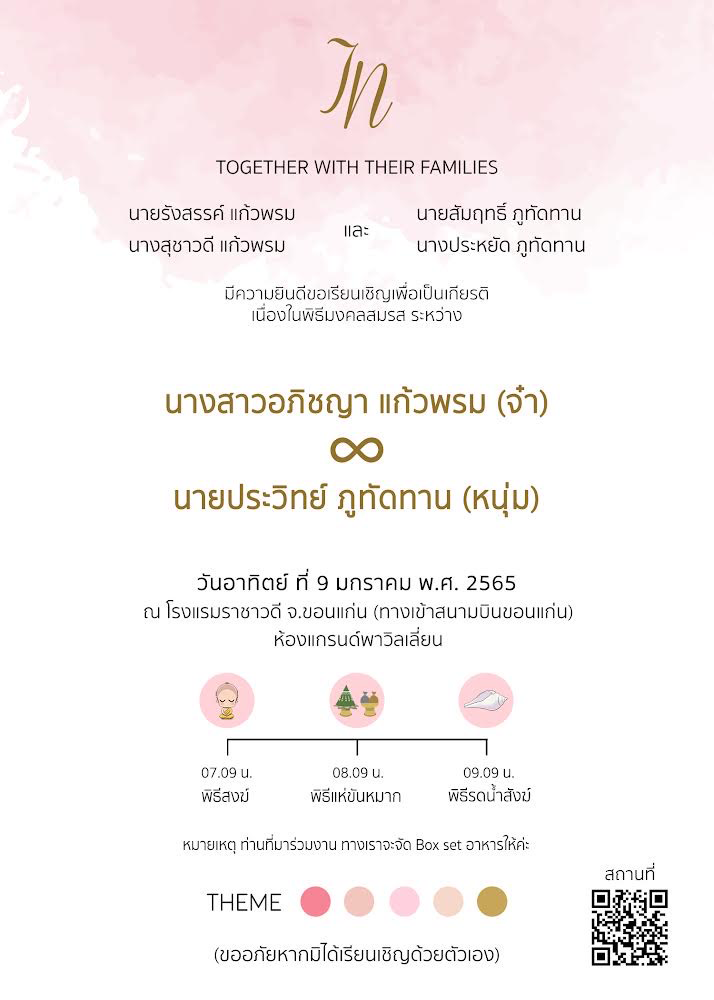 JN
TOGETHER WITH THEIR FAMILIES
นายรังสรรค์ แก้วพรม
นางสุชาวดี แก้วพรม
และ
นายสัมฤทธิ์ ภูทัดทาน
นางประหยัด ภูทัดทาน
มีความยินดีขอเรียนเชิญเพื่อเป็นเกียรติ
เนื่องในพิธีมงคลสมรส ระหว่าง
นางสาวอภิชญา แก้วพรม (จ๋า)
∞
นายประวิทย์ ภูทัดทาน (หนุ่ม)
วันอาทิตย์ ที่ 9 มกราคม พ.ศ. 2565
ณ โรงแรมราชาวดี จ.ขอนแก่น (ทางเข้าสนามบินขอนแก่น)
ห้องแกรนด์พาวิลเลี่ยน
07.09 น.
พิธีสงฆ์
08.09 น.
พิธีแห่ขันหมาก
09.09 น.
พิธีรดน้ำสังข์
หมายเหตุ ท่านที่มาร่วมงาน ทางเราจะจัด Box set อาหารให้ค่ะ
THEME
สถานที่
(ขออภัยหากมิได้เรียนเชิญด้วยตัวเอง)